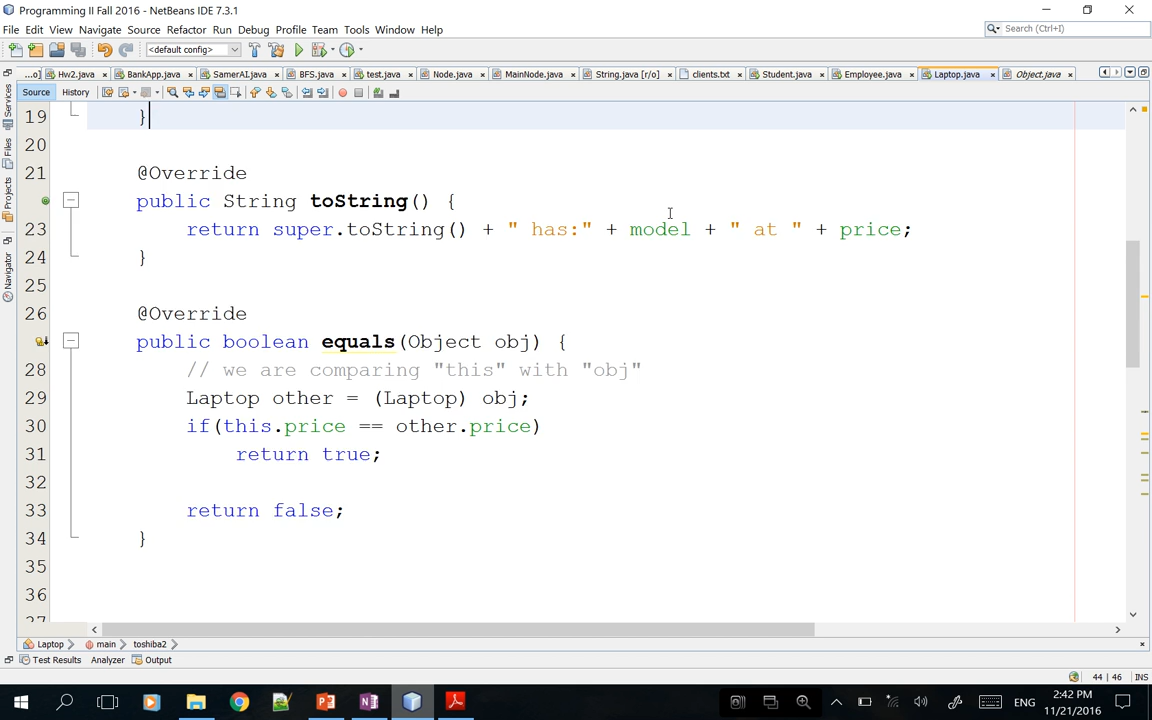 Programming II Fall 2016 - NetBeans IDE 7.3.1
File Edit View Navigate Source Refactor Run Debug Profile Team Tools Window Help
Search (Ctrl+I)
<default config>
...o] Hw2.java BankApp.java SamerAI.java BFS.java test.java Node.java MainNode.java String.java [r/o] clients.txt Student.java Employee.java Laptop.java Object.java
Source History
Services
Files
Projects
Navigator
19 }
20
21 @Override
public String toString() {
23 return super.toString() + " has:" + model + " at " + price;
24 }
25
26 @Override
public boolean equals(Object obj) {
28 // we are comparing "this" with "obj"
29 Laptop other = (Laptop) obj;
30 if(this.price == other.price)
31 return true;
32
33 return false;
34 }
35
36
37
Laptop main toshiba2
Test Results Analyzer Output
44 | 46 INS
ENG
2:42 PM
11/21/2016